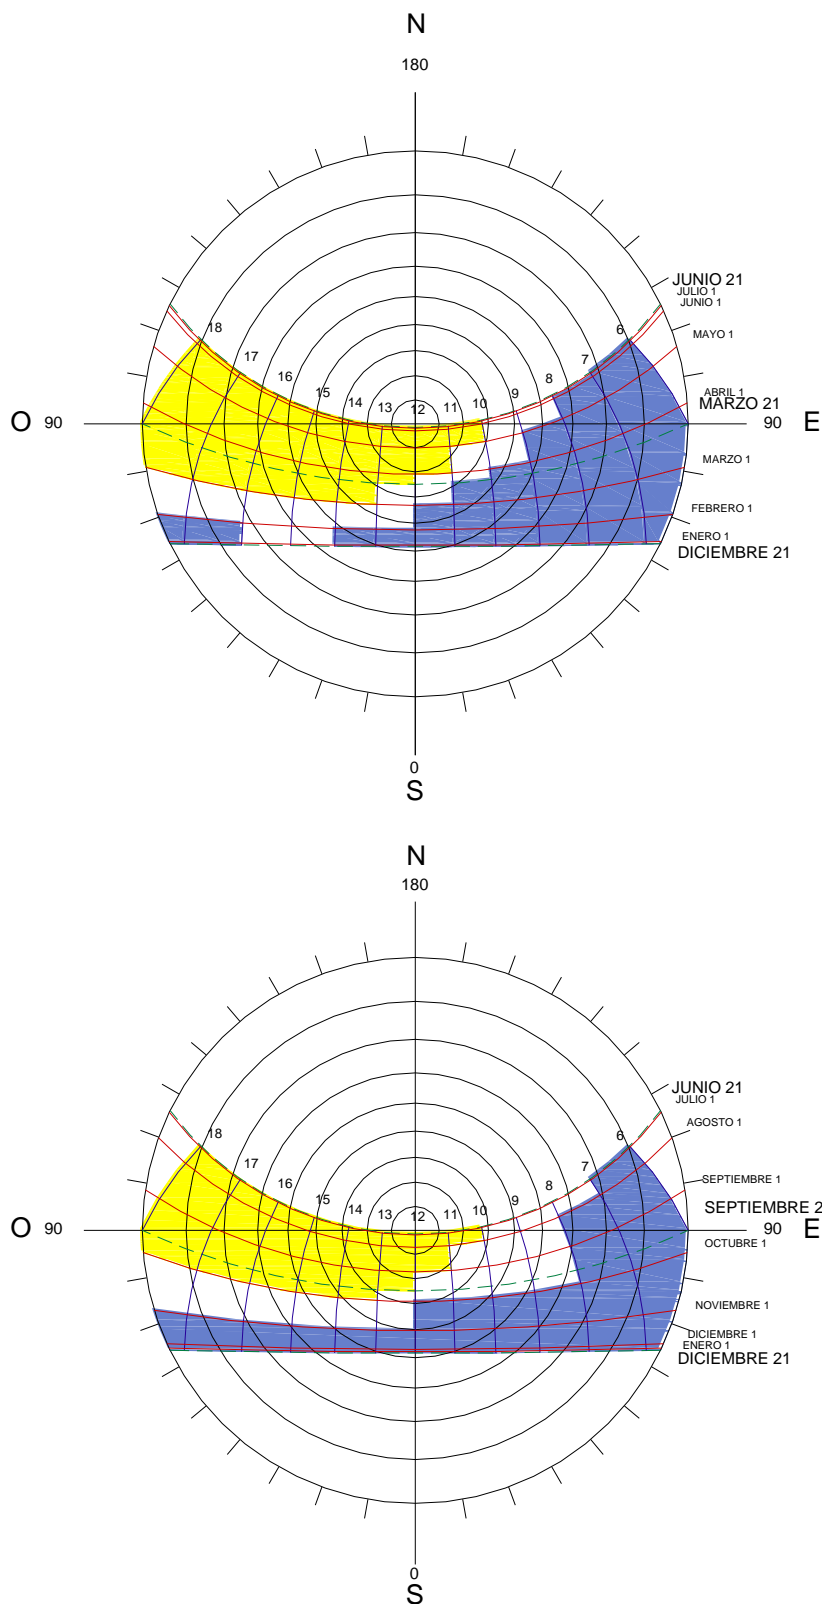 N
180
JUNIO 21
JULIO 1
JUNIO 1
18
6
MAYO 1
17
7
16
8
15
9
14
10
13
11
12
ABRIL 1
MARZO 21
O 90
90 E
MARZO 1
FEBRERO 1
ENERO 1
DICIEMBRE 21
0
S
N
180
JUNIO 21
JULIO 1
AGOSTO 1
18
6
17
7
16
8
15
9
14
10
13
11
12
SEPTIEMBRE 1
SEPTIEMBRE 2
O 90
90 E
OCTUBRE 1
NOVIEMBRE 1
DICIEMBRE 1
ENERO 1
DICIEMBRE 21
0
S